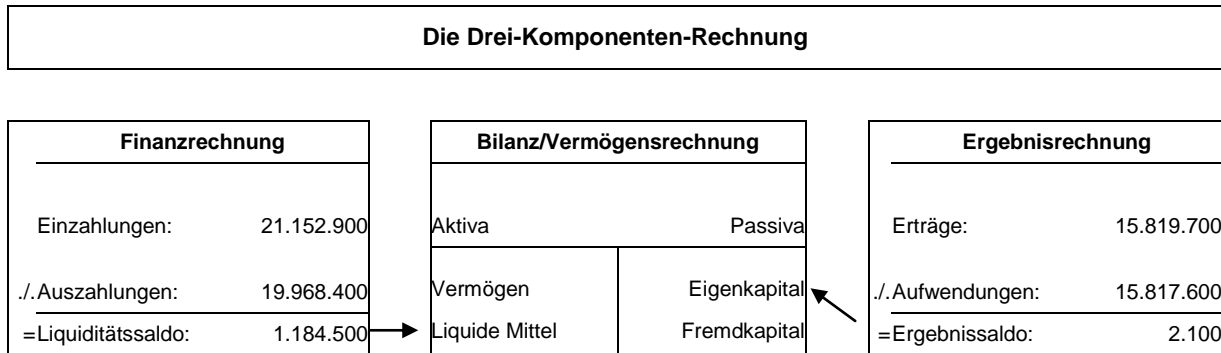 Die Drei-Komponenten-Rechnung
Finanzrechnung
Einzahlungen: 21.152.900
./. Auszahlungen: 19.968.400
= Liquiditätssaldo: 1.184.500
Bilanz/Vermögensrechnung
Aktiva Passiva
Vermögen Eigenkapital
Liquide Mittel Fremdkapital
Ergebnisrechnung
Erträge: 15.819.700
./. Aufwendungen: 15.817.600
= Ergebnissaldo: 2.100